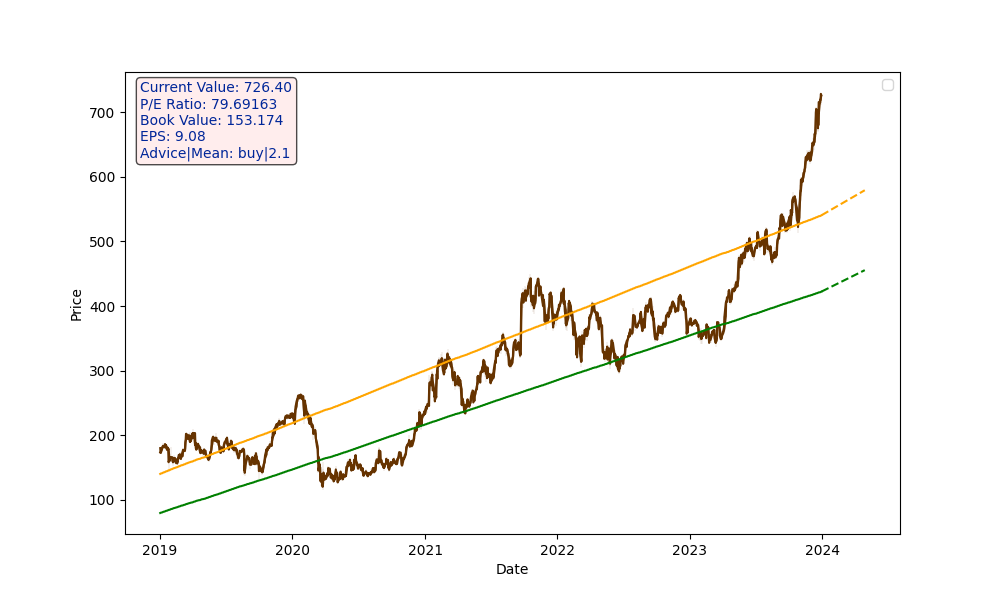 Current Value: 726.40
P/E Ratio: 79.69163
Book Value: 153.174
EPS: 9.08
Advice|Mean: buy|2.1
700
600
500
400
300
200
100
Price
2019 2020 2021 2022 2023 2024
Date